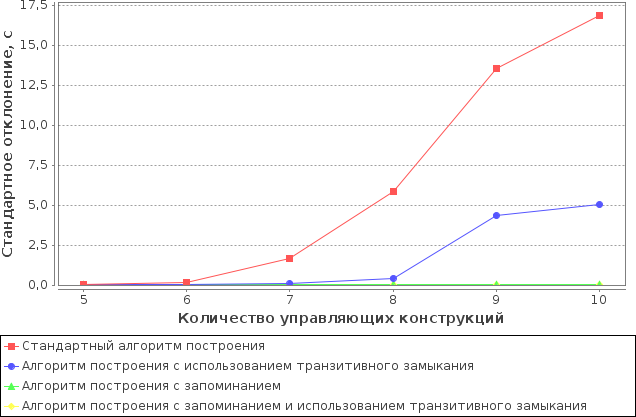 Стандартное отклонение, с
17,5
15,0
12,5
10,0
7,5
5,0
2,5
0,0
5 6 7 8 9 10
Количество управляющих конструкций
Стандартный алгоритм построения
Алгоритм построения с использованием транзитивного замыкания
Алгоритм построения с запоминанием
Алгоритм построения с запоминанием и использованием транзитивного замыкания